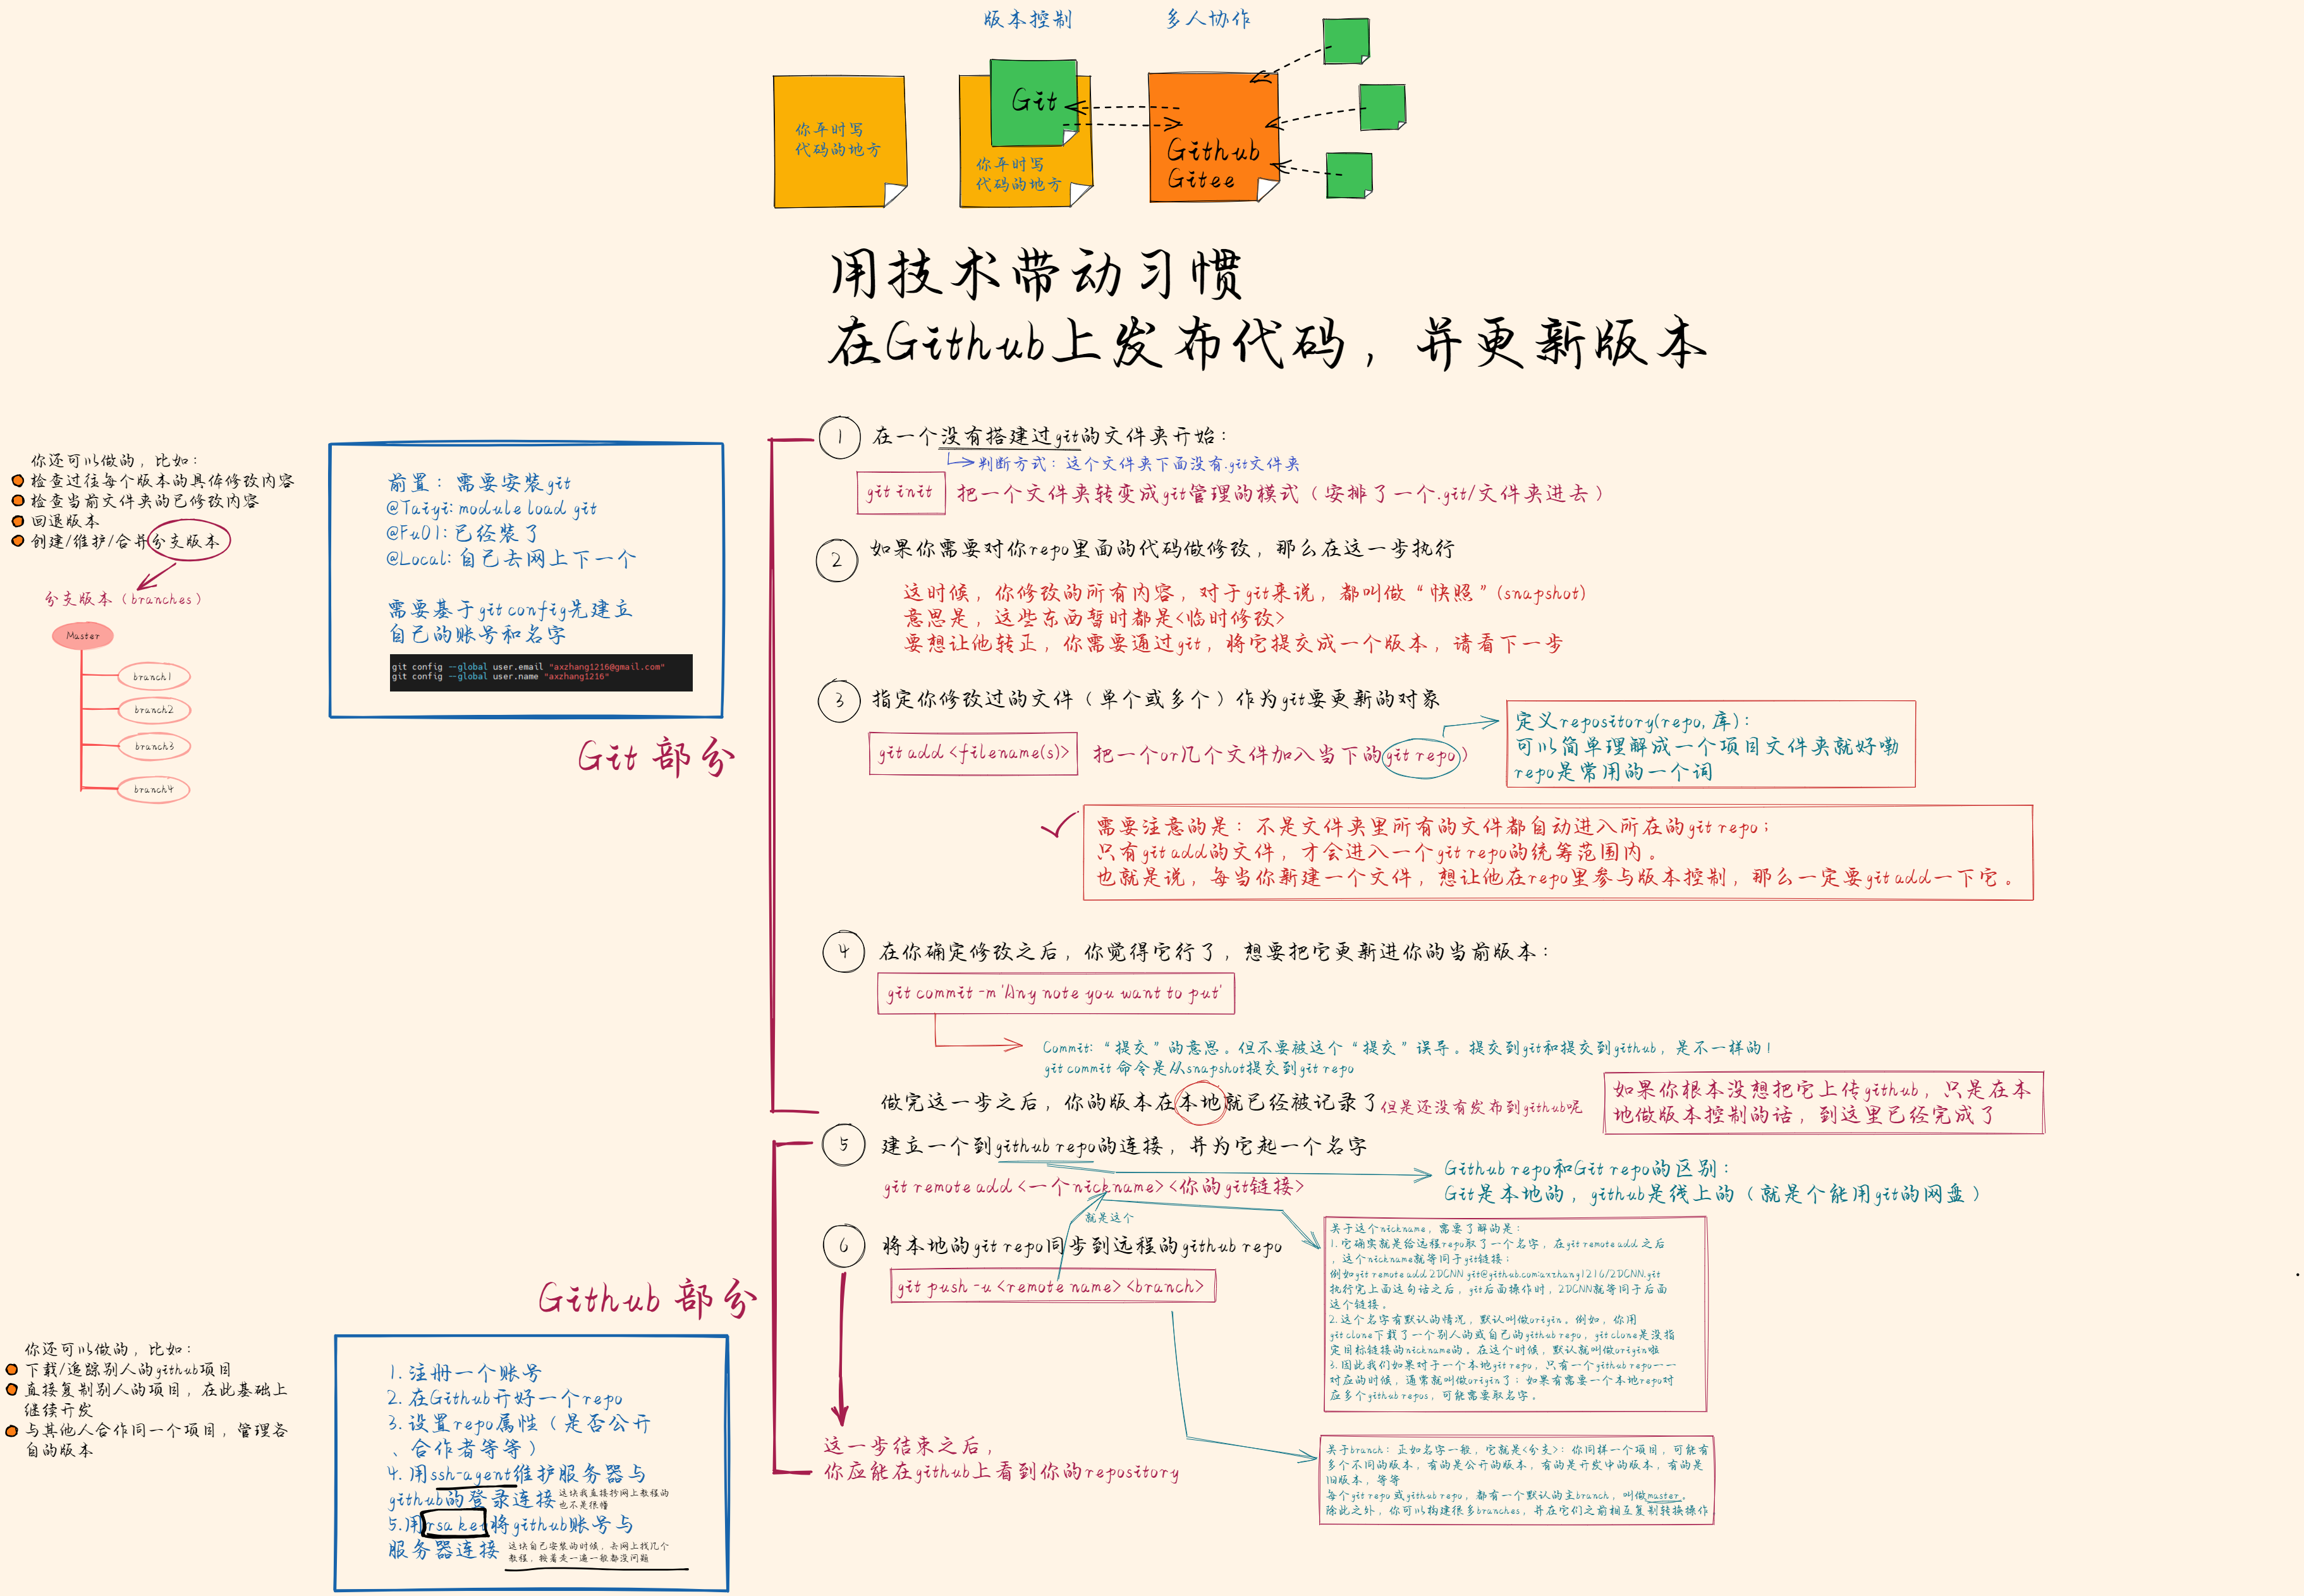 版本控制
多人协作
你平时写
代码的地方
Git
你平时写
代码的地方
Github
Gitee
用技术带动习惯
在Github上发布代码，并更新版本
你还可以做的，比如：
检查过往每个版本的具体修改内容
检查当前文件夹的已修改内容
回退版本
创建/维护/合并分支版本
分支版本（branches）
Master
branch1
branch2
branch3
branch4
前置：需要安装git
@Taiyi: module load git
@Fu01: 已经装了
@Local: 自己去网上下一个
需要基于git config先建立
自己的账号和名字
git config --global user.email "axzhang1216@gmail.com"
git config --global user.name "axzhang1216"
Git 部分
1 在一个没有搭建过git的文件夹开始：
判断方式：这个文件夹下面没有.git文件夹
git init 把一个文件夹转变成git管理的模式（安排了一个.git/文件夹进去）
2 如果你需要对你repo里面的代码做修改，那么在这一步执行
这时候，你修改的所有内容，对于git来说，都叫做“快照”(snapshot)
意思是，这些东西暂时都是<临时修改>
要想让他转正，你需要通过git，将它提交成一个版本，请看下一步
3 指定你修改过的文件（单个或多个）作为git要更新的对象
git add <filename(s)> 把一个or几个文件加入当下的git repo）
定义repository(repo, 库)：
可以简单理解成一个项目文件夹就好嘞
repo是常用的一个词
需要注意的是：不是文件夹里所有的文件都自动进入所在的git repo；
只有git add的文件，才会进入一个git repo的统筹范围内。
也就是说，每当你新建一个文件，想让他在repo里参与版本控制，那么一定要git add一下它。
4 在你确定修改之后，你觉得它行了，想要把它更新进你的当前版本：
git commit -m 'Any note you want to put'
Commit: “提交”的意思。但不要被这个“提交”误导。提交到git和提交到github，是不一样的！
git commit 命令是从snapshot提交到git repo
做完这一步之后，你的版本在本地就已经被记录了但是还没有发布到github呢
如果你根本没想把它上传github，只是在本
地做版本控制的话，到这里已经完成了
5 建立一个到github repo的连接，并为它起一个名字
git remote add <一个nickname> <你的git链接>
Github repo和Git repo的区别：
Git是本地的，github是线上的（就是个能用git的网盘）
就是这个
6 将本地的git repo同步到远程的github repo
git push -u <remote name> <branch>
关于这个nickname，需要了解的是：
1. 它确实就是给远程repo取了一个名字，在git remote add 之后
，这个nickname就等同于git链接；
例如git remote add 2DCNN git@github.com:axzhang1216/2DCNN.git
执行完上面这句话之后，git后面操作时，2DCNN就等同于后面
这个链接。
2. 这个名字有默认的情况，默认叫做origin。例如，你用
git clone下载了一个别人的或自己的github repo，git clone是没指
定目标链接的nickname的。在这个时候，默认就叫做origin啦
3. 因此我们如果对于一个本地git repo，只有一个github repo一一
对应的时候，通常就叫做origin了；如果有需要一个本地repo对
应多个github repos，可能需要取名字。
Github 部分
这一步结束之后，
你应能在github上看到你的repository
关于branch：正如名字一般，它就是<分支>：你同样一个项目，可能有
多个不同的版本，有的是公开的版本，有的是开发中的版本，有的是
旧版本，等等
每个git repo或github repo，都有一个默认的主branch，叫做master。
除此之外，你可以构建很多branches，并在它们之前相互复制转换操作
你还可以做的，比如：
下载/追踪别人的github项目
直接复制别人的项目，在此基础上
继续开发
与其他人合作同一个项目，管理各
自的版本
1. 注册一个账号
2. 在Github开好一个repo
3. 设置repo属性（是否公开
、合作者等等）
4. 用ssh-agent维护服务器与
github的登录连接 这块我直接抄网上教程的
也不是很懂
5. 用rsa key将github账号与
服务器连接 这块自己安装的时候，去网上找几个
教程，挨着走一遍一般都没问题